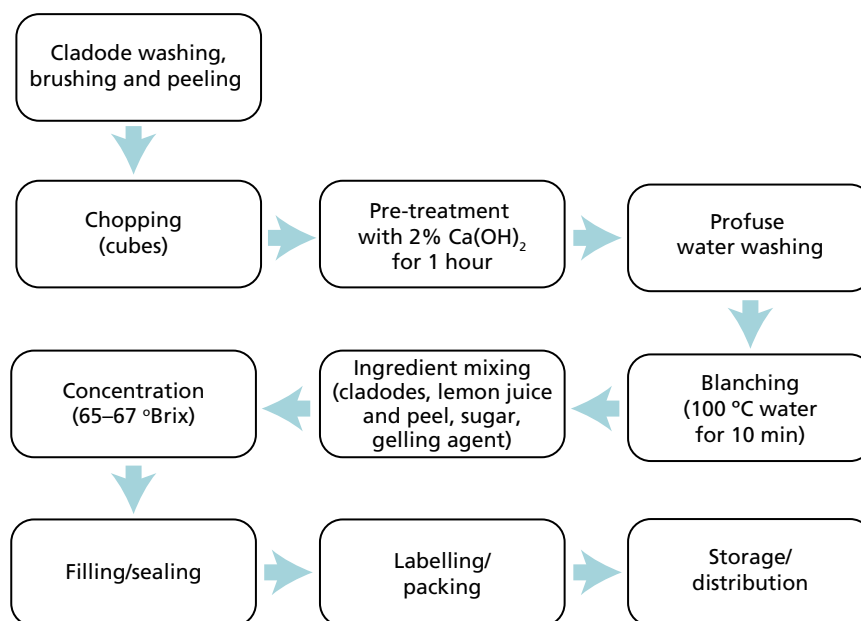 Cladode washing,
brushing and peeling
Chopping
(cubes)
Pre-treatment
with 2% Ca(OH)₂
for 1 hour
Profuse
water washing
Blanching
(100 ºC water
for 10 min)
Ingredient mixing
(cladodes, lemon juice
and peel, sugar,
gelling agent)
Concentration
(65–67 ºBrix)
Filling/sealing
Labelling/
packing
Storage/
distribution